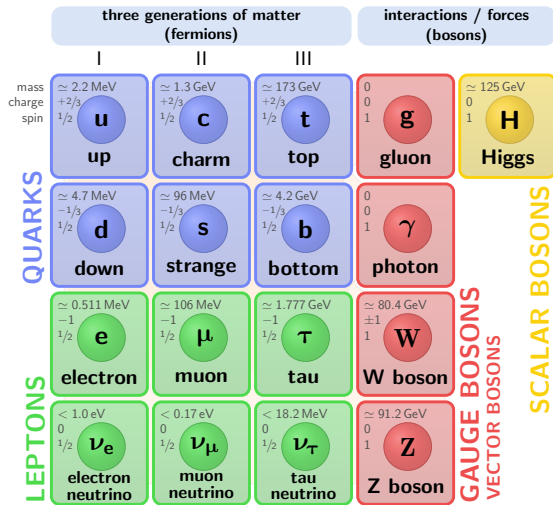 three generations of matter
(fermions)
interactions / forces
(bosons)
I
II
III
mass
charge
spin
≃ 2.2 MeV
+2/3
1/2
u
up
≃ 1.3 GeV
+2/3
1/2
c
charm
≃ 173 GeV
+2/3
1/2
t
top
0
0
1
g
gluon
≃ 125 GeV
0
1
H
Higgs
≃ 4.7 MeV
−1/3
1/2
d
down
≃ 96 MeV
−1/3
1/2
s
strange
≃ 4.2 GeV
−1/3
1/2
b
bottom
0
0
1
γ
photon
≃ 0.511 MeV
−1
1/2
e
electron
≃ 106 MeV
−1
1/2
μ
muon
≃ 1.777 GeV
−1
1/2
τ
tau
≃ 80.4 GeV
±1
1
W
W boson
< 1.0 eV
0
1/2
νe
electron
neutrino
< 0.17 eV
0
1/2
νμ
muon
neutrino
< 18.2 MeV
0
1/2
ντ
tau
neutrino
≃ 91.2 GeV
0
1
Z
Z boson
QUARKS
LEPTONS
GAUGE BOSONS
VECTOR BOSONS
SCALAR BOSONS